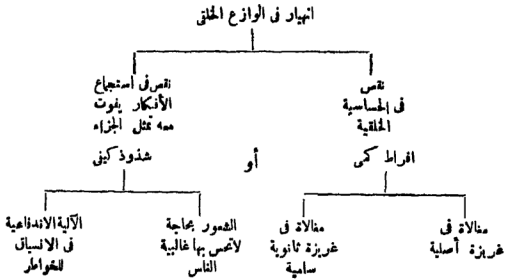 انهيار فى الوازع الخلقى
نقص
فى الحساسية
الخلقية
نقص فى استجماع
الأفكار يفوت
معه تمثل الجزاء
افراط كمى
أو
شذوذ كيفى
مغالاة فى
غريزة أصلية
مغالاة فى
غريزة ثانوية
سامية
الشعور بحاجة
لاتحس بها غالبية
الناس
الآلية الاندفاعية
فى الانسياق
للخواطر